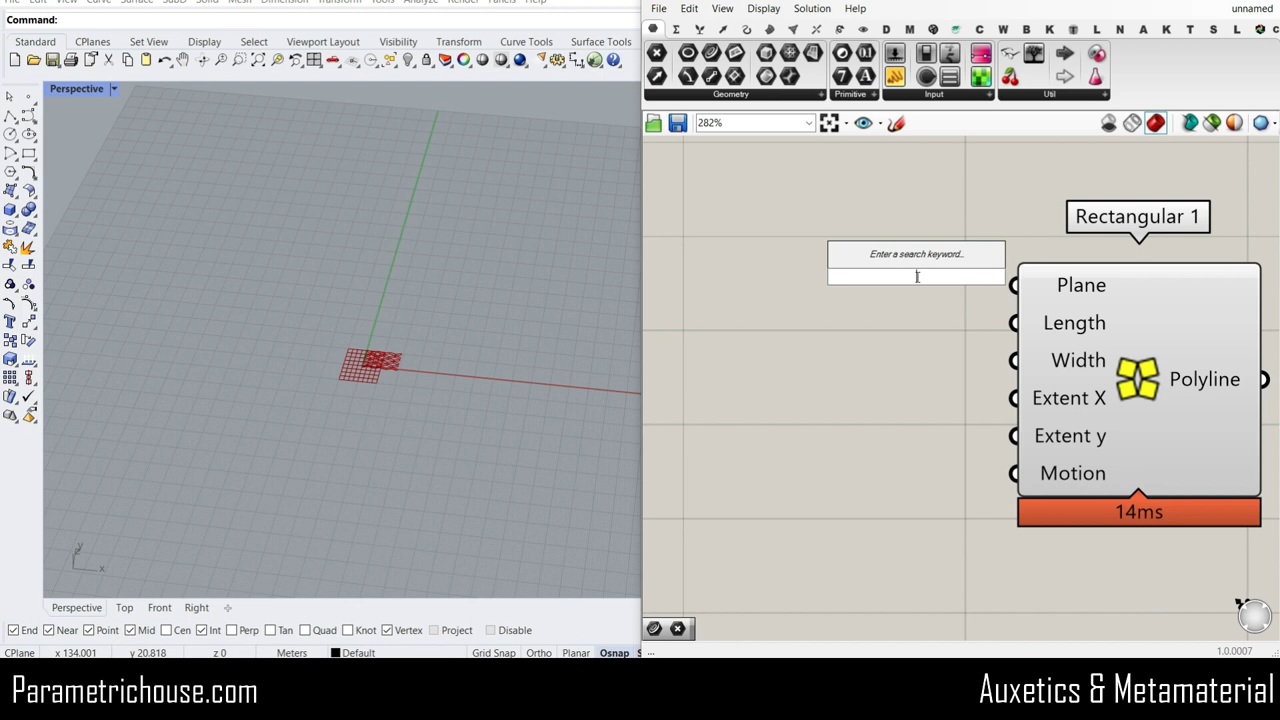 Command:
Standard CPlanes Set View Display Select Viewport Layout Visibility Transform Curve Tools Surface Tools
Perspective
y
x
Perspective Top Front Right
End Near Point Mid Cen Int Perp Tan Quad Knot Vertex Project Disable
CPlane x 134.001 y 20.818 z 0 Meters Default Grid Snap Ortho Planar Osnap
File Edit View Display Solution Help unnamed
D M C W B L N A K T S L
Geometry Primitive Input Util
282%
Enter a search keyword...
Rectangular 1
Plane
Length
Width
Extent X
Extent y
Motion
Polyline
14ms
... 1.0.0007
Parametrichouse.com Auxetics & Metamaterial